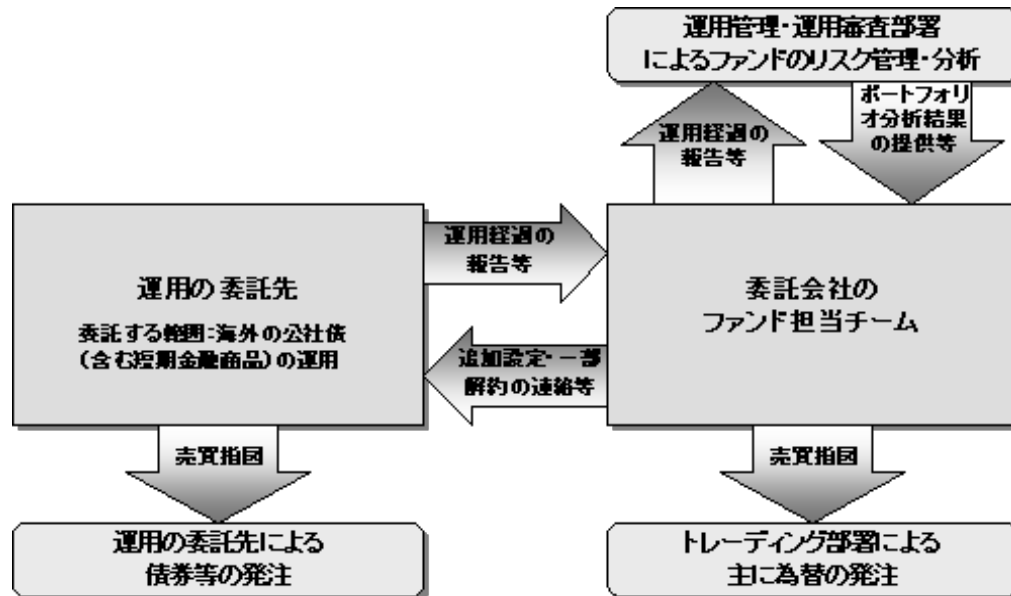 運用管理・運用審査部署
によるファンドのリスク管理・分析
運用経過の
報告等
ポートフォリ
オ分析結果
の提供等
運用の委託先
委託する範囲:海外の公社債
(含む短期金融商品)の運用
運用経過の
報告等
追加設定・一部
解約の連絡等
委託会社の
ファンド担当チーム
売買指図
売買指図
運用の委託先による
債券等の発注
トレーディング部署による
主に為替の発注